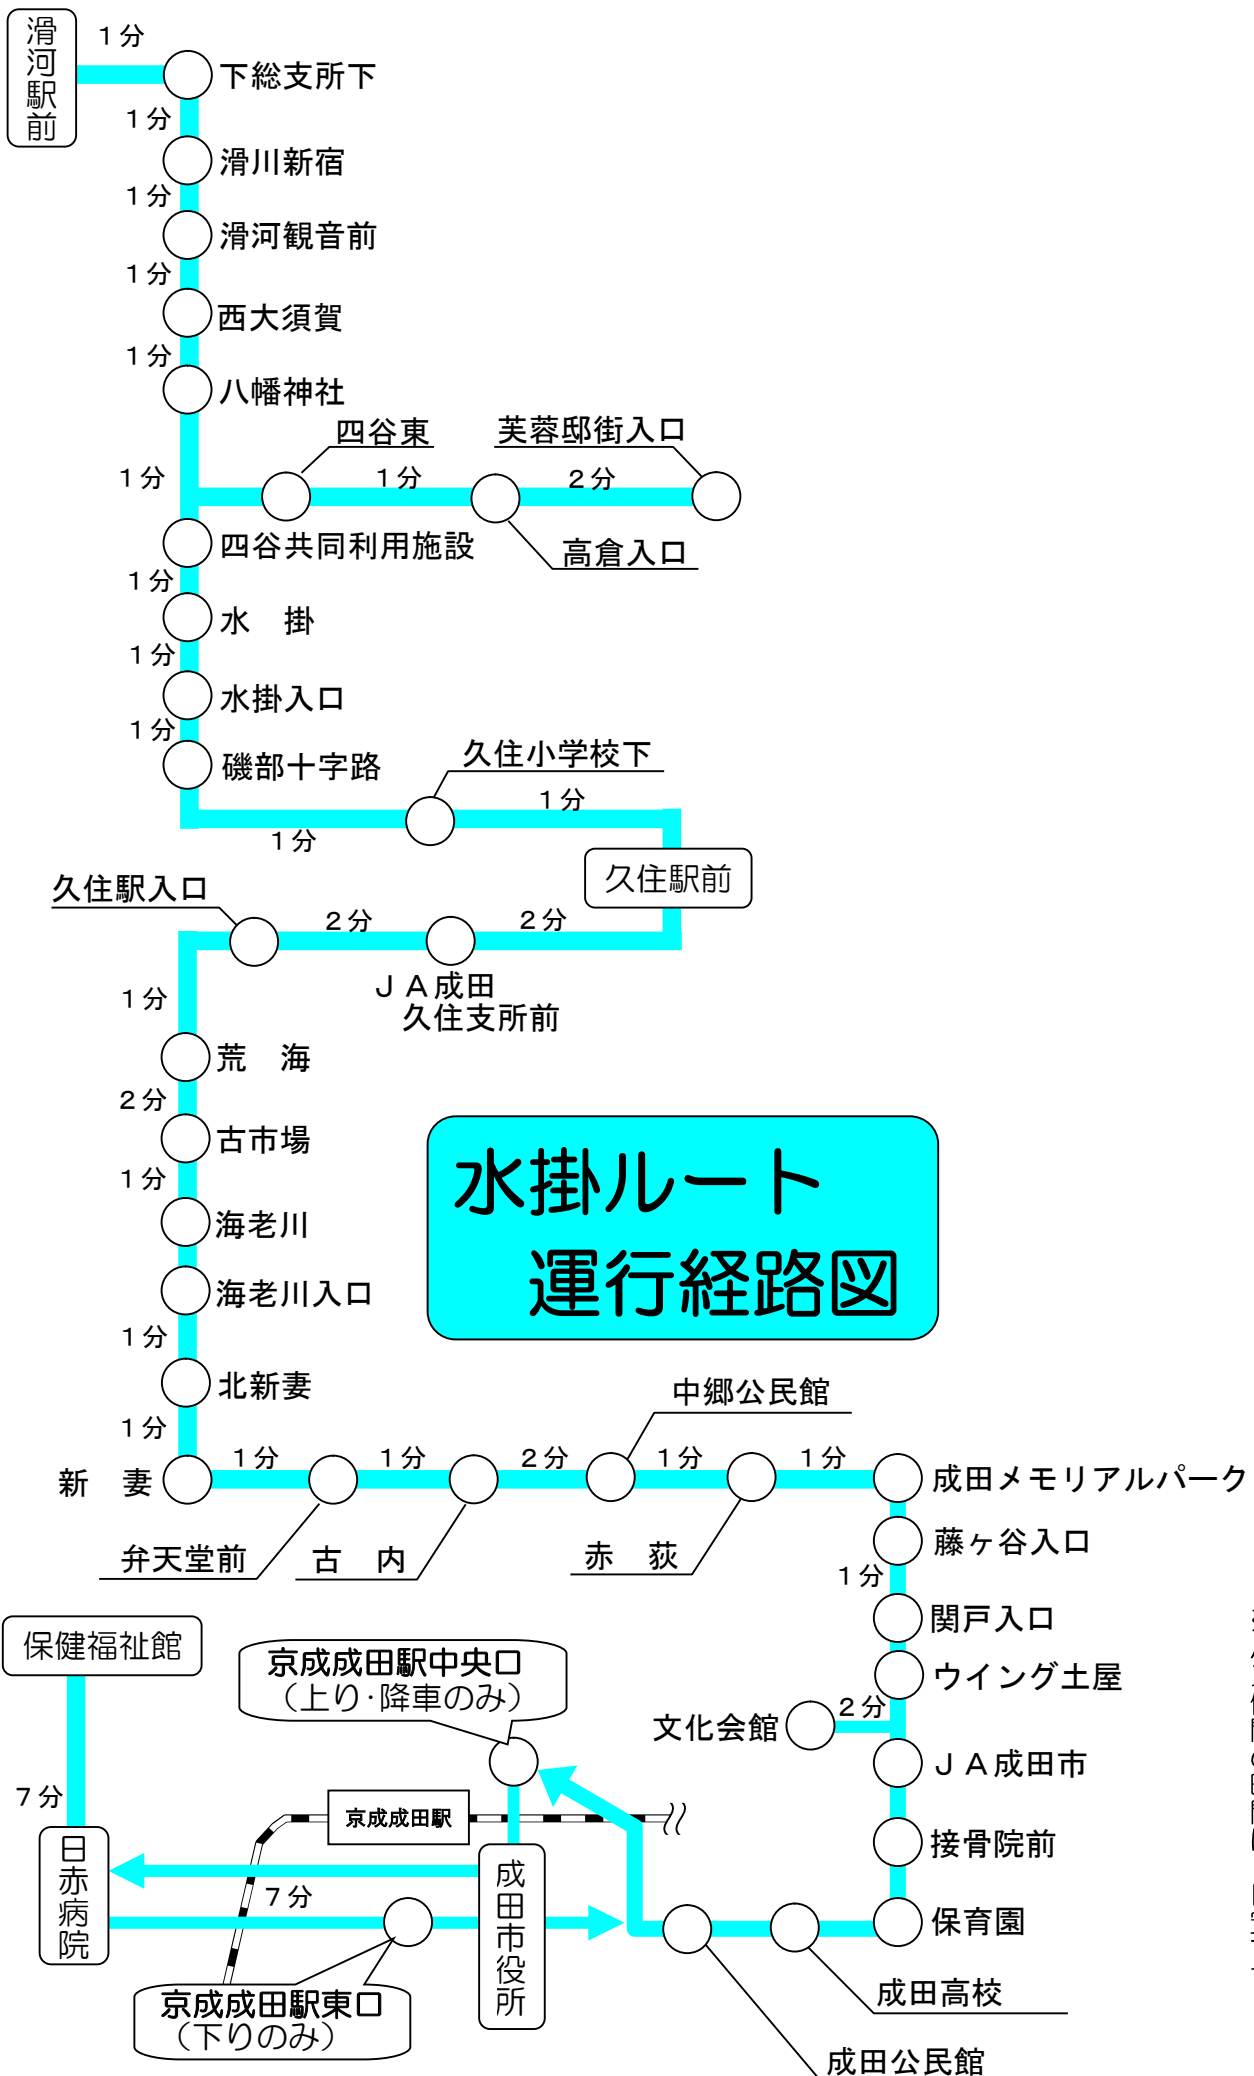 滑河駅前
1分
下総支所下
1分
滑川新宿
1分
滑河観音前
1分
西大須賀
1分
八幡神社
四谷東
芙蓉邸街入口
1分
1分
2分
高倉入口
四谷共同利用施設
1分
水　掛
1分
水掛入口
1分
磯部十字路
久住小学校下
1分
1分
久住駅前
久住駅入口
2分
2分
ＪＡ成田
久住支所前
1分
荒　海
2分
古市場
1分
海老川
海老川入口
1分
北新妻
1分
水掛ルート
運行経路図
新　妻
1分
弁天堂前
1分
古　内
2分
中郷公民館
1分
赤　荻
1分
成田メモリアルパーク
藤ヶ谷入口
1分
関戸入口
ウイング土屋
文化会館
2分
ＪＡ成田市
接骨院前
保育園
成田高校
成田公民館
京成成田駅中央口
（上り･降車のみ）
京成成田駅
成田市役所
7分
京成成田駅東口
（下りのみ）
日赤病院
7分
保健福祉館